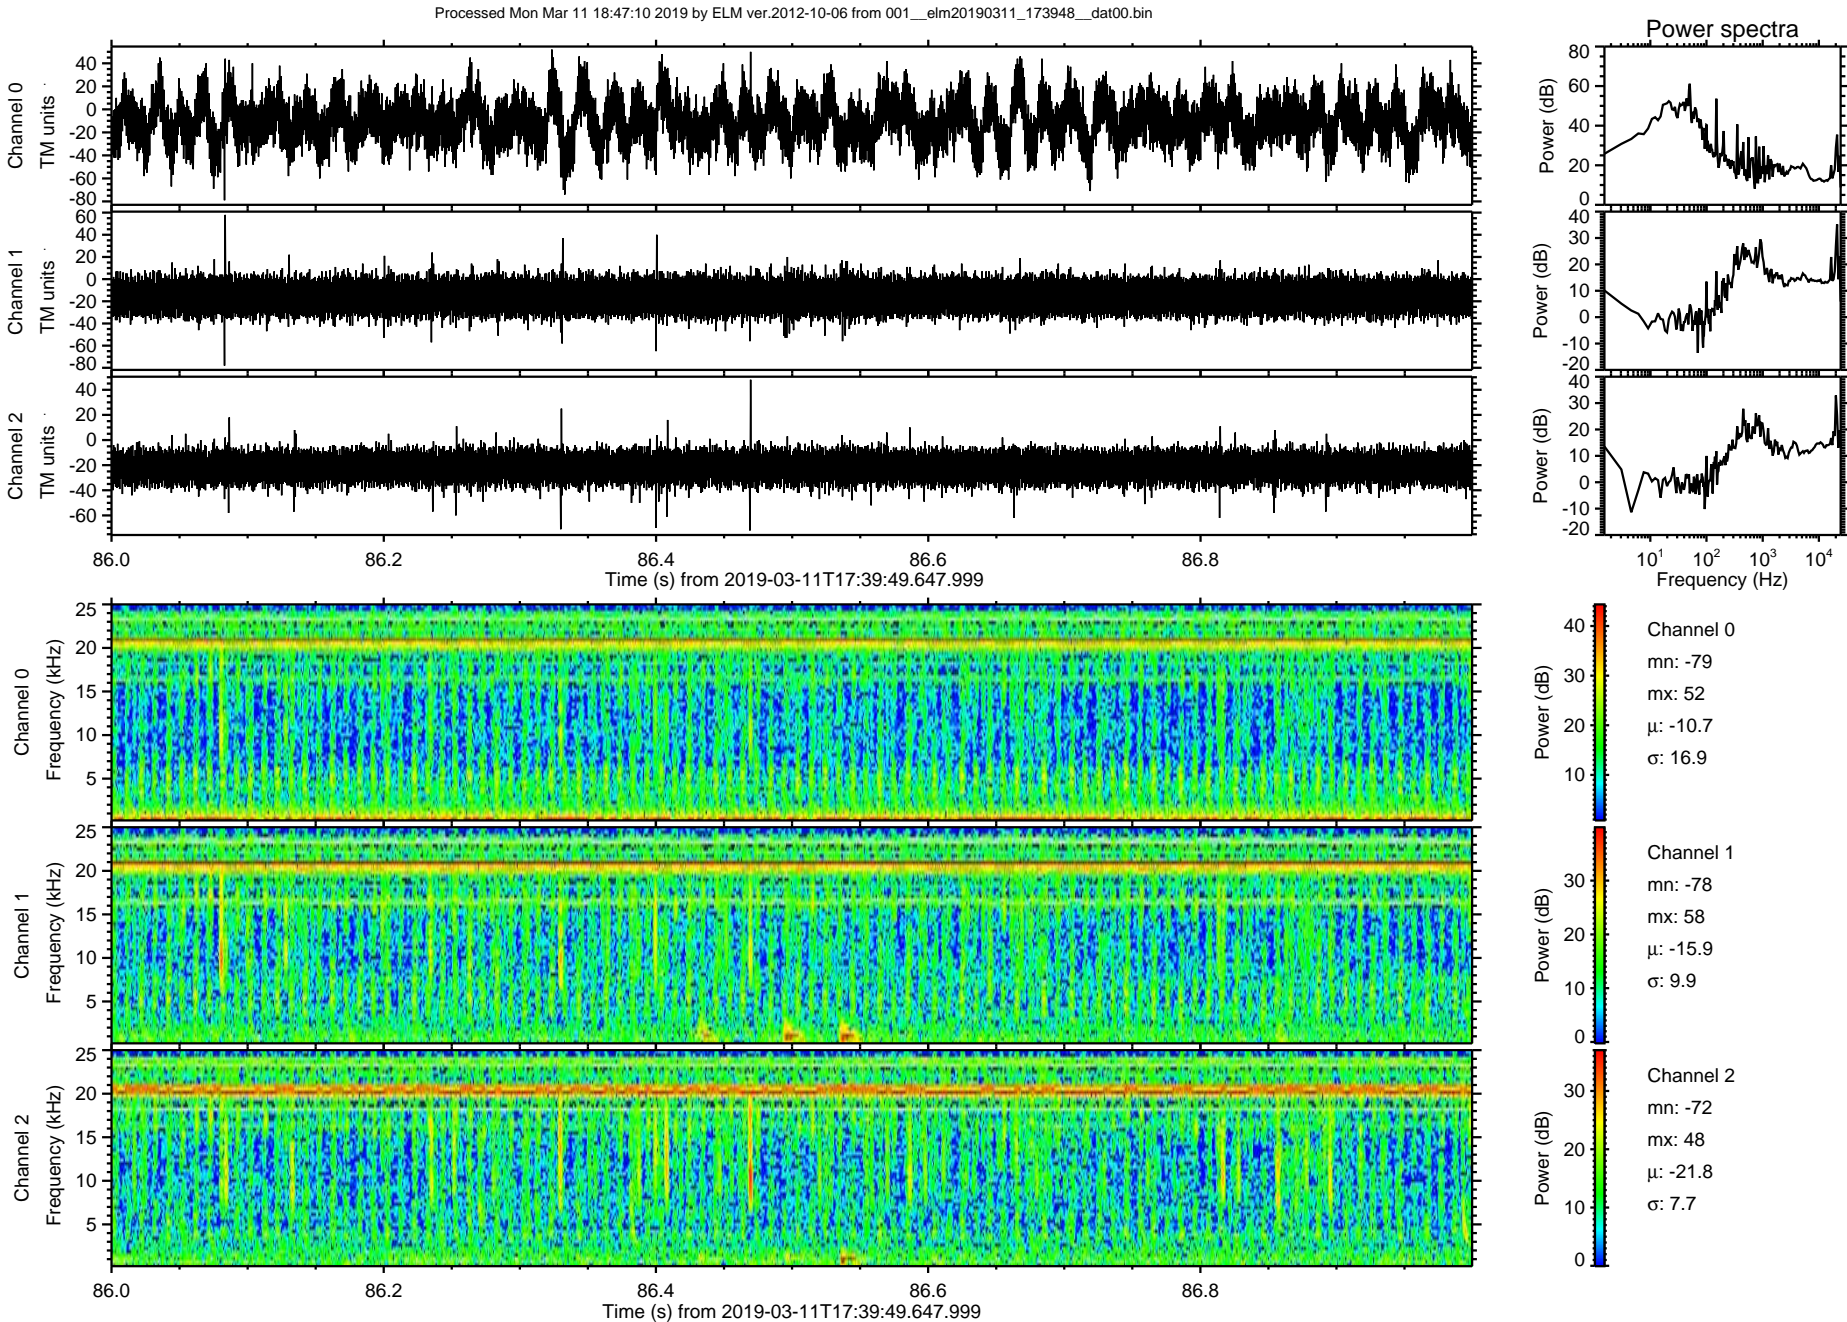 Processed Mon Mar 11 18:47:10 2019 by ELM ver.2012-10-06 from 001__elm20190311_173948__dat00.bin
Power spectra
Channel 0
TM units
40
20
0
-20
-40
-60
-80
Power (dB)
80
60
40
20
0
Channel 1
TM units
60
40
20
0
-20
-40
-60
-80
Power (dB)
40
30
20
10
0
-10
-20
Channel 2
TM units
40
20
0
-20
-40
-60
Power (dB)
40
30
20
10
0
-10
-20
86.0 86.2 86.4 86.6 86.8
Time (s) from 2019-03-11T17:39:49.647.999
10^1 10^2 10^3 10^4
Frequency (Hz)
Channel 0
Frequency (kHz)
25
20
15
10
5
Power (dB)
40
30
20
10
Channel 0
mn: -79
mx: 52
μ: -10.7
σ: 16.9
Channel 1
Frequency (kHz)
25
20
15
10
5
Power (dB)
30
20
10
0
Channel 1
mn: -78
mx: 58
μ: -15.9
σ: 9.9
Channel 2
Frequency (kHz)
25
20
15
10
5
Power (dB)
30
20
10
0
Channel 2
mn: -72
mx: 48
μ: -21.8
σ: 7.7
86.0 86.2 86.4 86.6 86.8
Time (s) from 2019-03-11T17:39:49.647.999